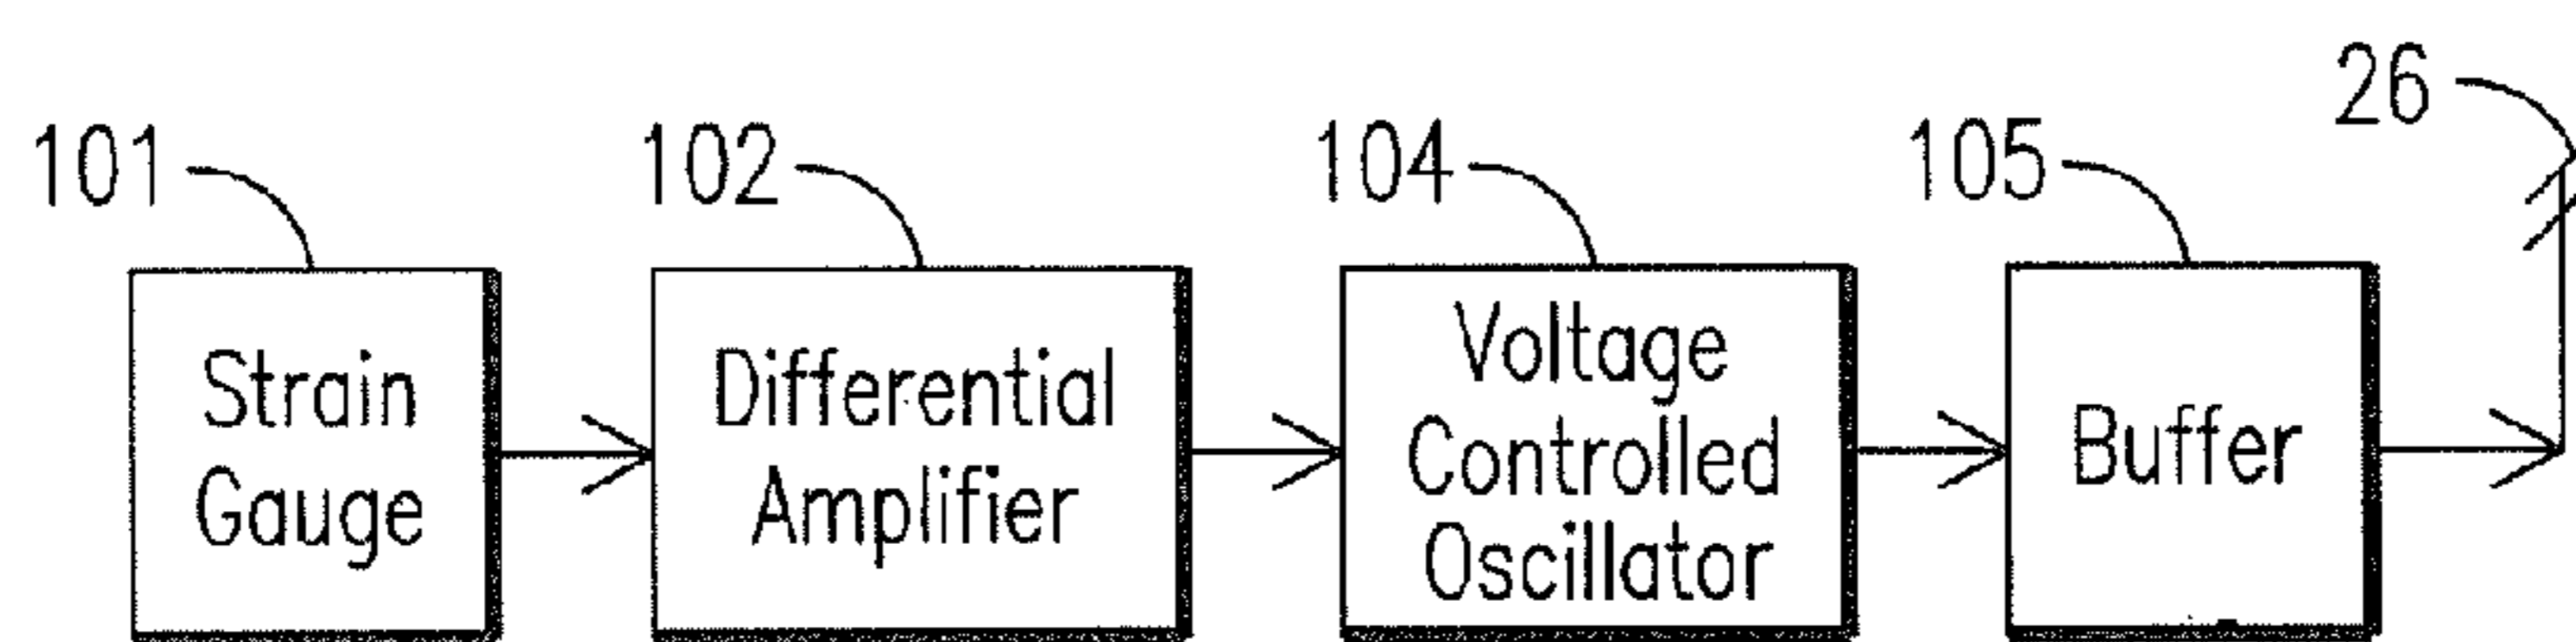 26
101
102
104
105
Strain
Gauge
Differential
Amplifier
Voltage
Controlled
Oscillator
Buffer